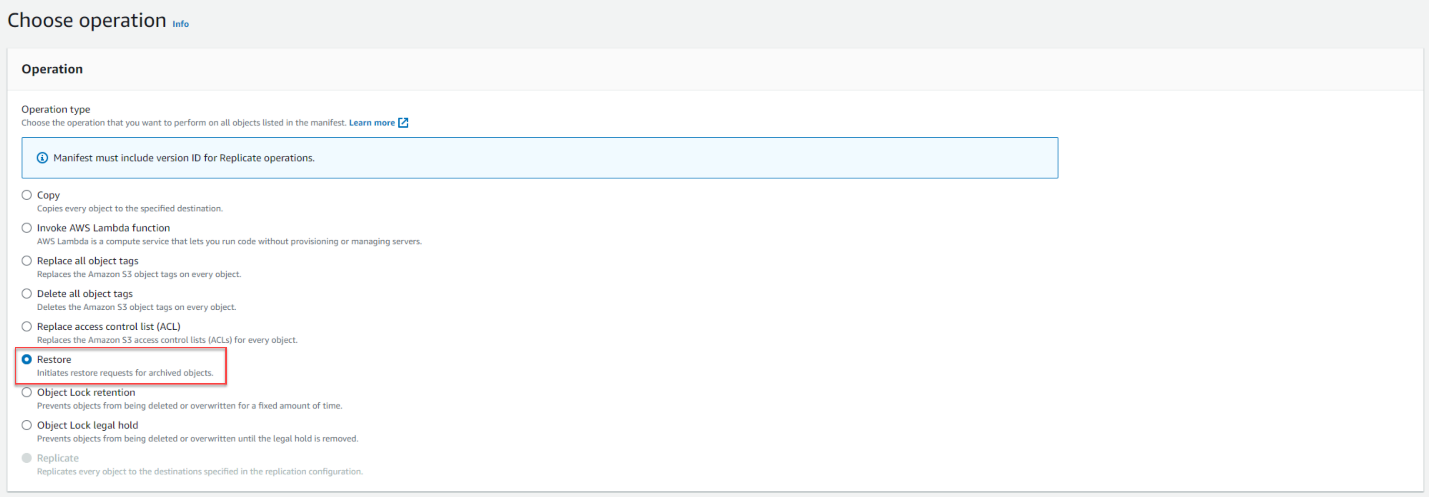 Choose operation Info
Operation
Operation type
Choose the operation that you want to perform on all objects listed in the manifest. Learn more
Manifest must include version ID for Replicate operations.
Copy
Copies every object to the specified destination.
Invoke AWS Lambda function
AWS Lambda is a compute service that lets you run code without provisioning or managing servers.
Replace all object tags
Replaces the Amazon S3 object tags on every object.
Delete all object tags
Deletes the Amazon S3 object tags on every object.
Replace access control list (ACL)
Replaces the Amazon S3 access control lists (ACLs) for every object.
Restore
Initiates restore requests for archived objects.
Object Lock retention
Prevents objects from being deleted or overwritten for a fixed amount of time.
Object Lock legal hold
Prevents objects from being deleted or overwritten until the legal hold is removed.
Replicate
Replicates every object to the destinations specified in the replication configuration.